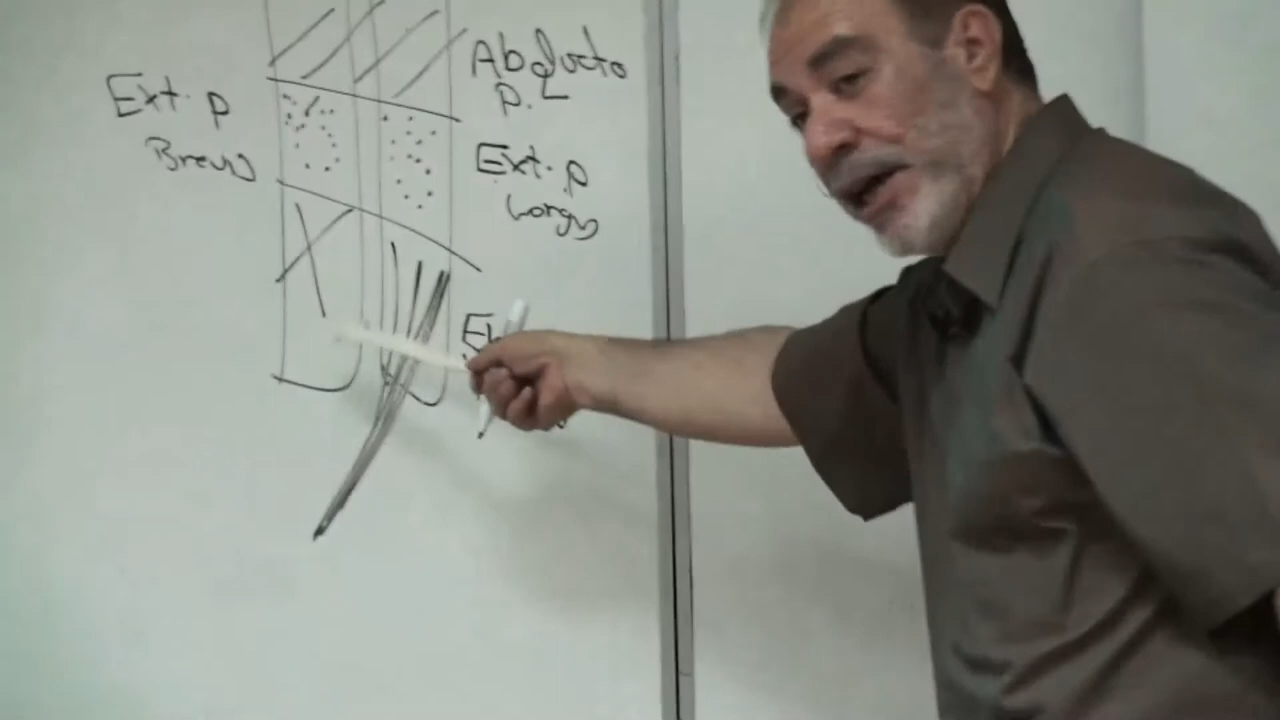 Abducto
p. L
Ext. p
Brevis
Ext. p
Longus